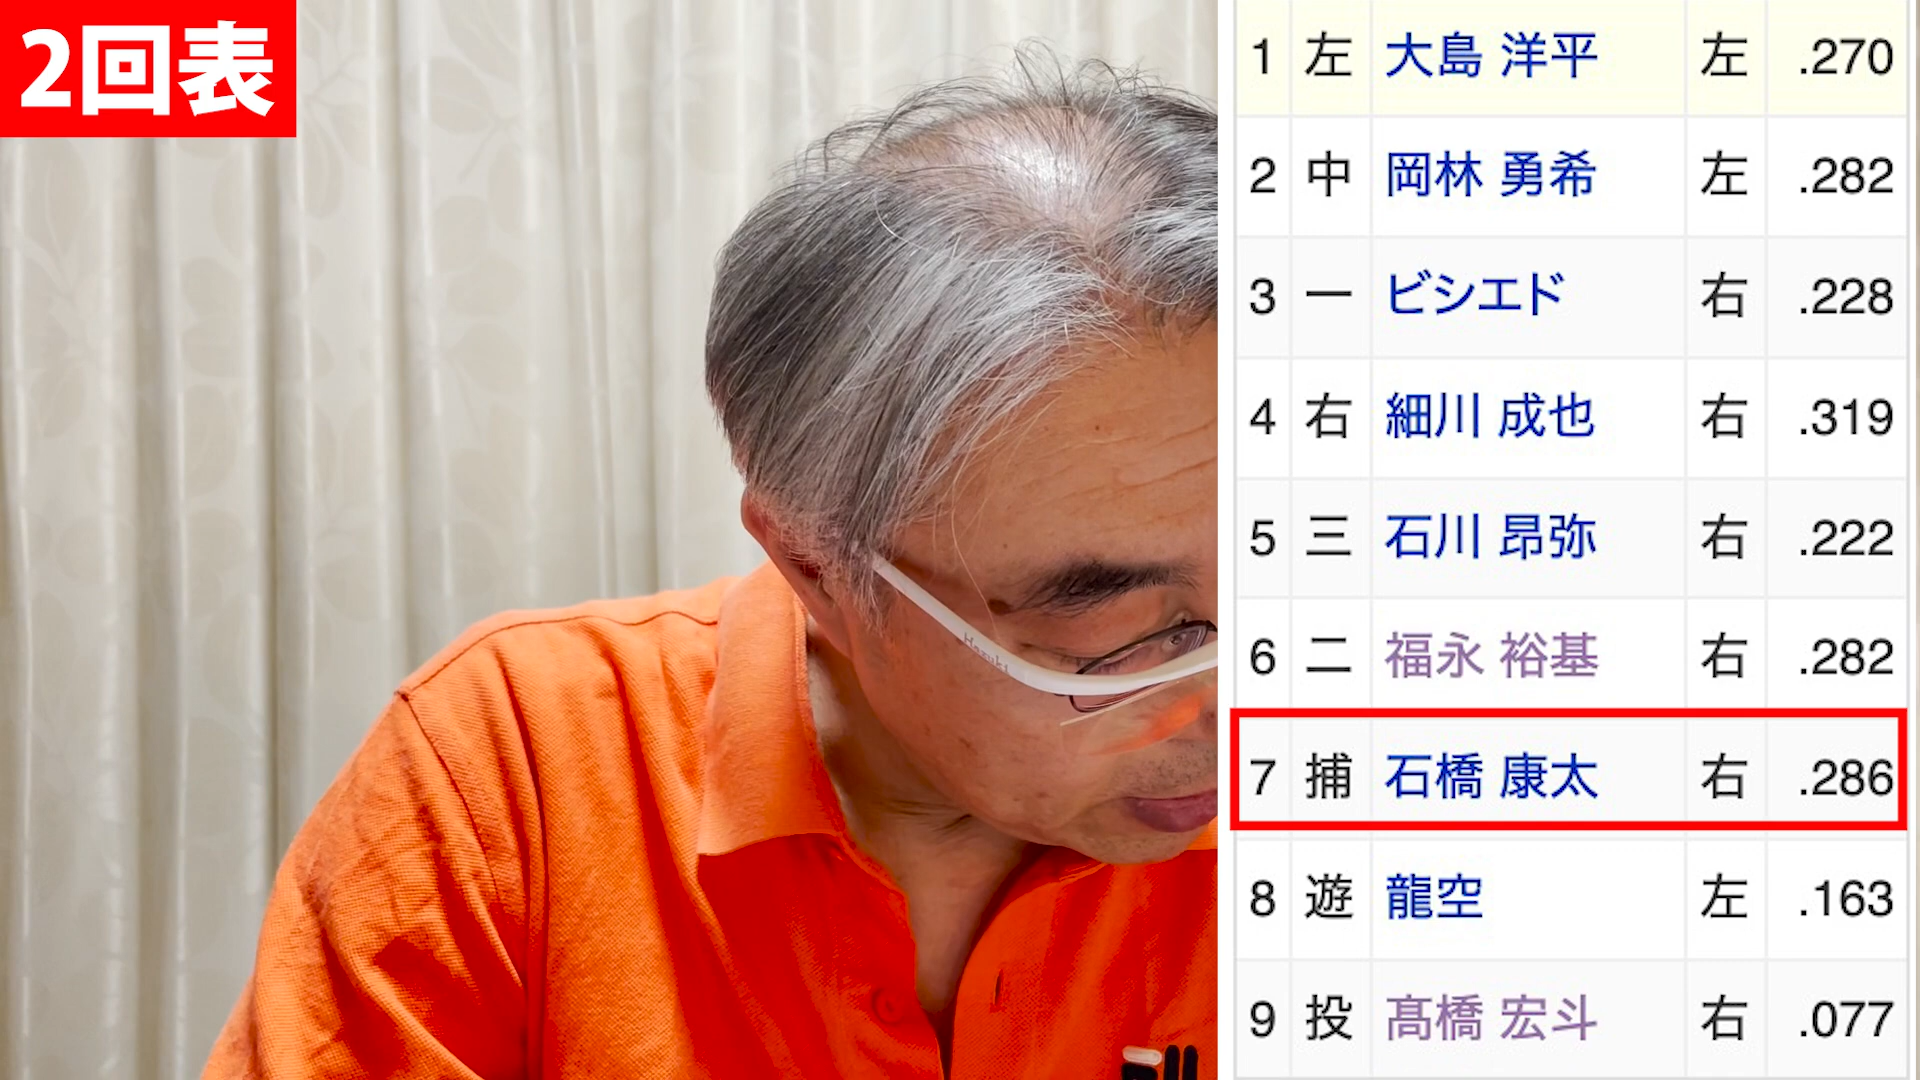 2回表
1 左 大島 洋平 左 .270
2 中 岡林 勇希 左 .282
3 一 ビシエド 右 .228
4 右 細川 成也 右 .319
5 三 石川 昂弥 右 .222
6 二 福永 裕基 右 .282
7 捕 石橋 康太 右 .286
8 遊 龍空 左 .163
9 投 髙橋 宏斗 右 .077
Hazuki